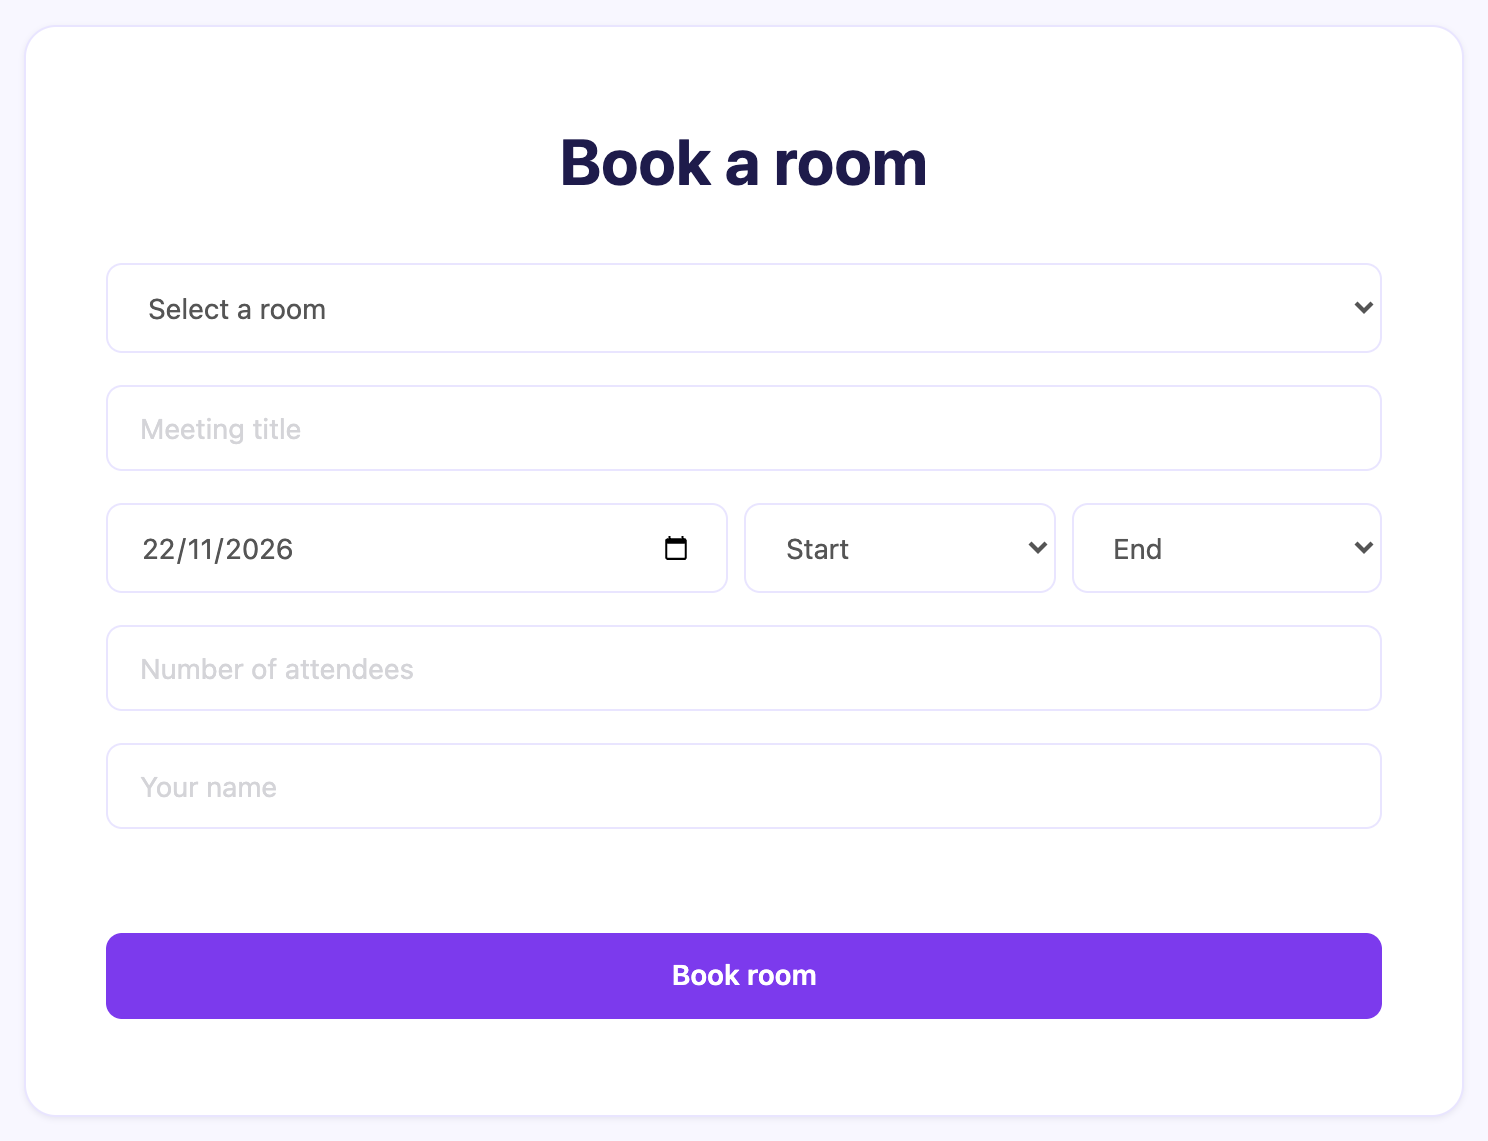 Book a room
Select a room
Meeting title
22/11/2026 Start End
Number of attendees
Your name
Book room